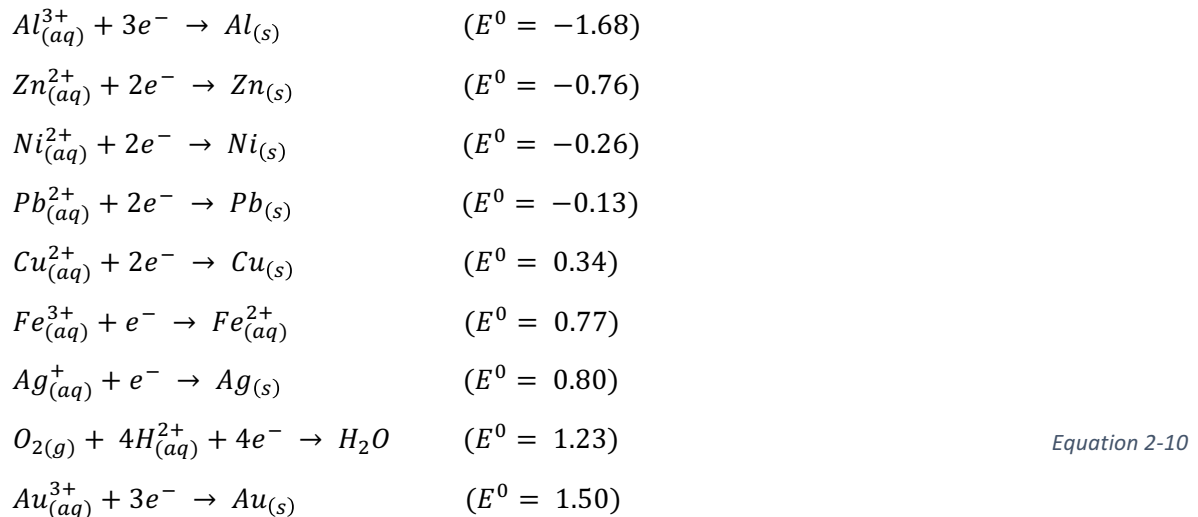 Al³⁺₍aq₎ + 3e⁻ → Al₍s₎ (E⁰ = −1.68)
Zn²⁺₍aq₎ + 2e⁻ → Zn₍s₎ (E⁰ = −0.76)
Ni²⁺₍aq₎ + 2e⁻ → Ni₍s₎ (E⁰ = −0.26)
Pb²⁺₍aq₎ + 2e⁻ → Pb₍s₎ (E⁰ = −0.13)
Cu²⁺₍aq₎ + 2e⁻ → Cu₍s₎ (E⁰ = 0.34)
Fe³⁺₍aq₎ + e⁻ → Fe²⁺₍aq₎ (E⁰ = 0.77)
Ag⁺₍aq₎ + e⁻ → Ag₍s₎ (E⁰ = 0.80)
O₂₍g₎ + 4H²⁺₍aq₎ + 4e⁻ → H₂O (E⁰ = 1.23) Equation 2-10
Au³⁺₍aq₎ + 3e⁻ → Au₍s₎ (E⁰ = 1.50)